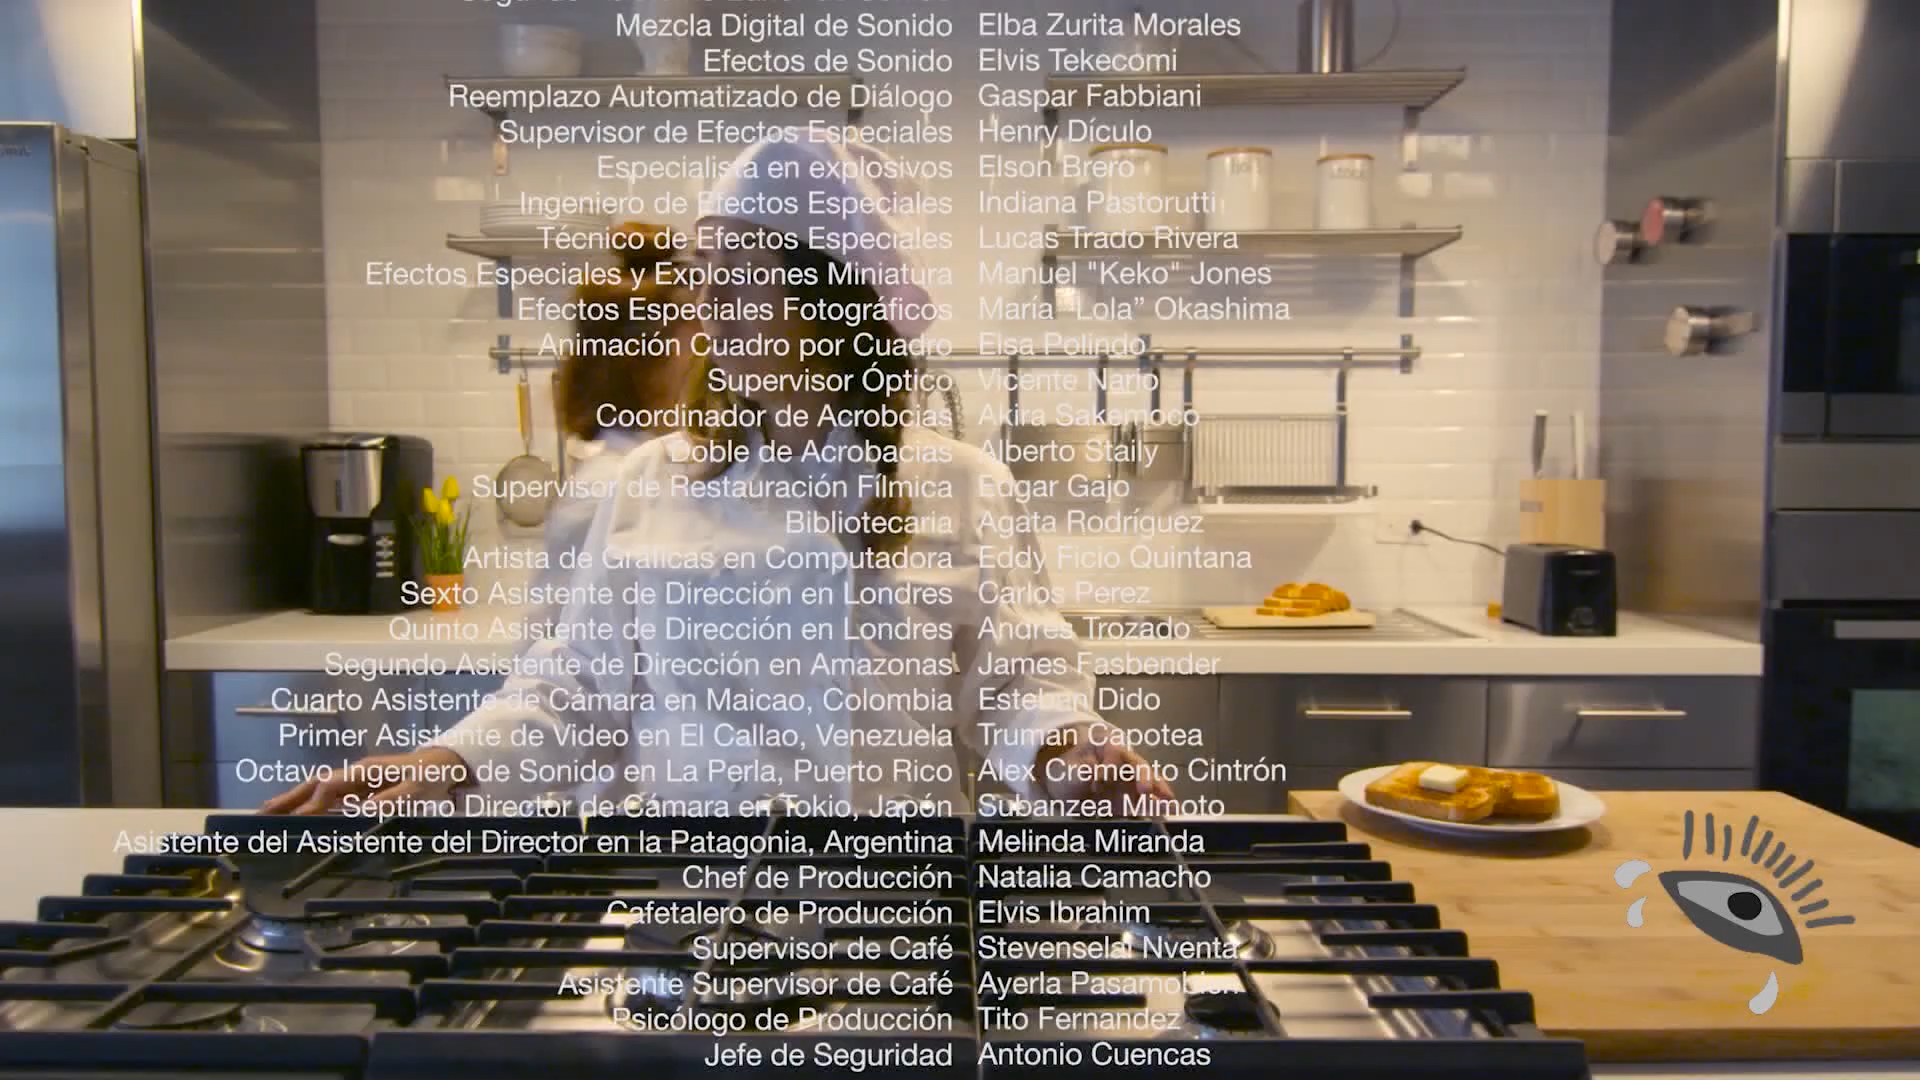 Mezcla Digital de Sonido Elba Zurita Morales
Efectos de Sonido Elvis Tekecomi
Reemplazo Automatizado de Diálogo Gaspar Fabbiani
Supervisor de Efectos Especiales Henry Dículo
Especialista en explosivos Elson Brero
Ingeniero de Efectos Especiales Indiana Pastorutti
Técnico de Efectos Especiales Lucas Trado Rivera
Efectos Especiales y Explosiones Miniatura Manuel "Keko" Jones
Efectos Especiales Fotográficos María "Lola” Okashima
Animación Cuadro por Cuadro Elsa Polindo
Supervisor Óptico Vicente Nario
Coordinador de Acrobcias Akira Sakemoco
Doble de Acrobacias Alberto Staily
Supervisor de Restauración Fílmica Edgar Gajo
Bibliotecaria Agata Rodríguez
Artista de Gráficas en Computadora Eddy Ficio Quintana
Sexto Asistente de Dirección en Londres Carlos Perez
Quinto Asistente de Dirección en Londres Andres Trozado
Segundo Asistente de Dirección en Amazonas James Fasbender
Cuarto Asistente de Cámara en Maicao, Colombia Esteban Dido
Primer Asistente de Video en El Callao, Venezuela Truman Capotea
Octavo Ingeniero de Sonido en La Perla, Puerto Rico Alex Cremento Cintrón
Séptimo Director de Cámara en Tokio, Japón Subanzea Mimoto
Asistente del Asistente del Director en la Patagonia, Argentina Melinda Miranda
Chef de Producción Natalia Camacho
Cafetalero de Producción Elvis Ibrahim
Supervisor de Café Stevenselai Nventa
Asistente Supervisor de Café Ayerla Pasamobien
Psicólogo de Producción Tito Fernandez
Jefe de Seguridad Antonio Cuencas